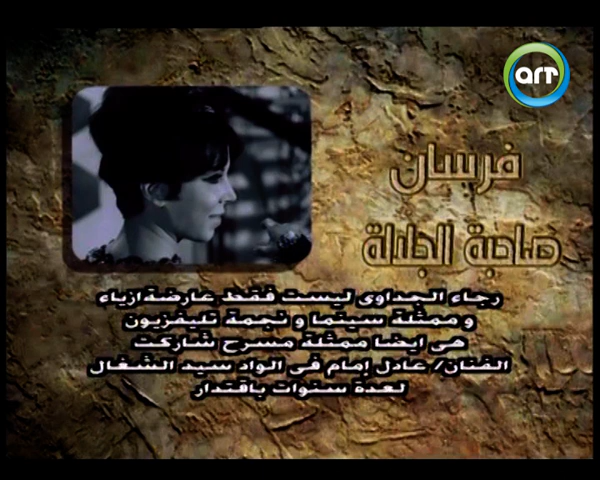 art
فرسان
صاحبة الجلالة
رجاء الجداوى ليست فقط عارضة ازياء
و ممثلة سينما و نجمة تليفزيون
هى ايضا ممثلة مسرح شاركت
الفنان/ عادل إمام فى الواد سيد الشغال
لعدة سنوات باقتدار